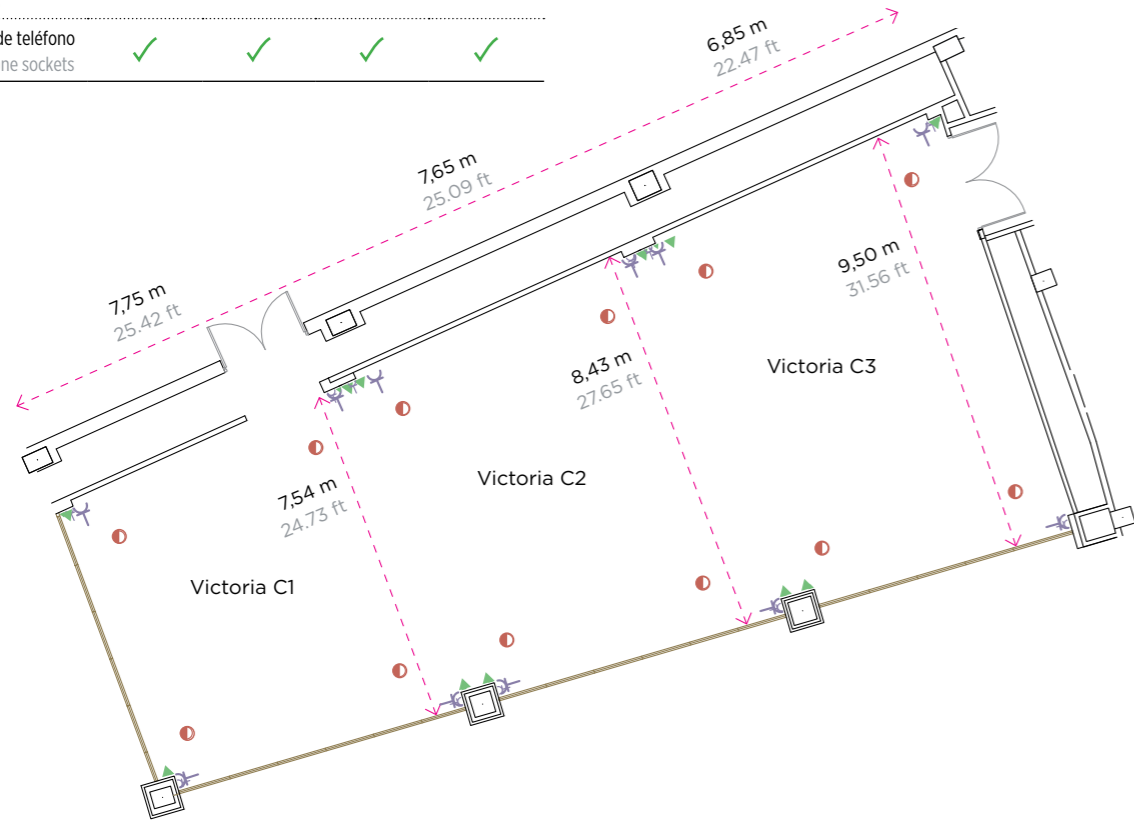 de teléfono
ne sockets
6,85 m
22.47 ft
7,65 m
25.09 ft
7,75 m
25.42 ft
9,50 m
31.56 ft
8,43 m
27.65 ft
Victoria C3
Victoria C2
7,54 m
24.73 ft
Victoria C1